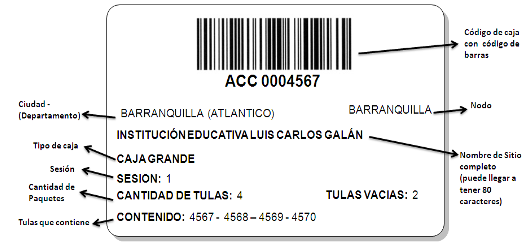 Código de caja
con código de
barras
ACC 0004567
Ciudad -
(Departamento)
BARRANQUILLA (ATLANTICO)
BARRANQUILLA
Nodo
INSTITUCIÓN EDUCATIVA LUIS CARLOS GALÁN
Nombre de Sitio
completo
(puede llegar a
tener 80
caracteres)
Tipo de caja
CAJA GRANDE
Sesión
SESION: 1
Cantidad de
Paquetes
CANTIDAD DE TULAS: 4
TULAS VACIAS: 2
Tulas que contiene
CONTENIDO: 4567 - 4568 – 4569 - 4570